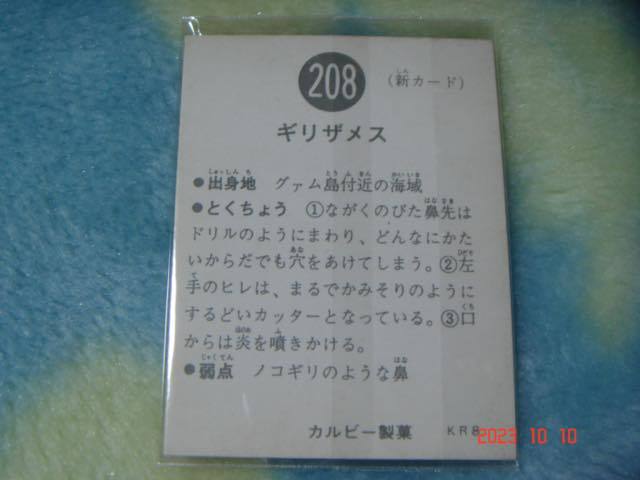 208
(新カード)
ギリザメス
●出身地 グァム島付近の海域
●とくちょう ①ながくのびた鼻先は
ドリルのようにまわり、どんなにかた
いからだでも穴をあけてしまう。②左
手のヒレは、まるでかみそりのように
するどいカッターとなっている。③口
からは炎を噴きかける。
●弱点 ノコギリのような鼻
カルビー製菓 KR8
2023 10 10